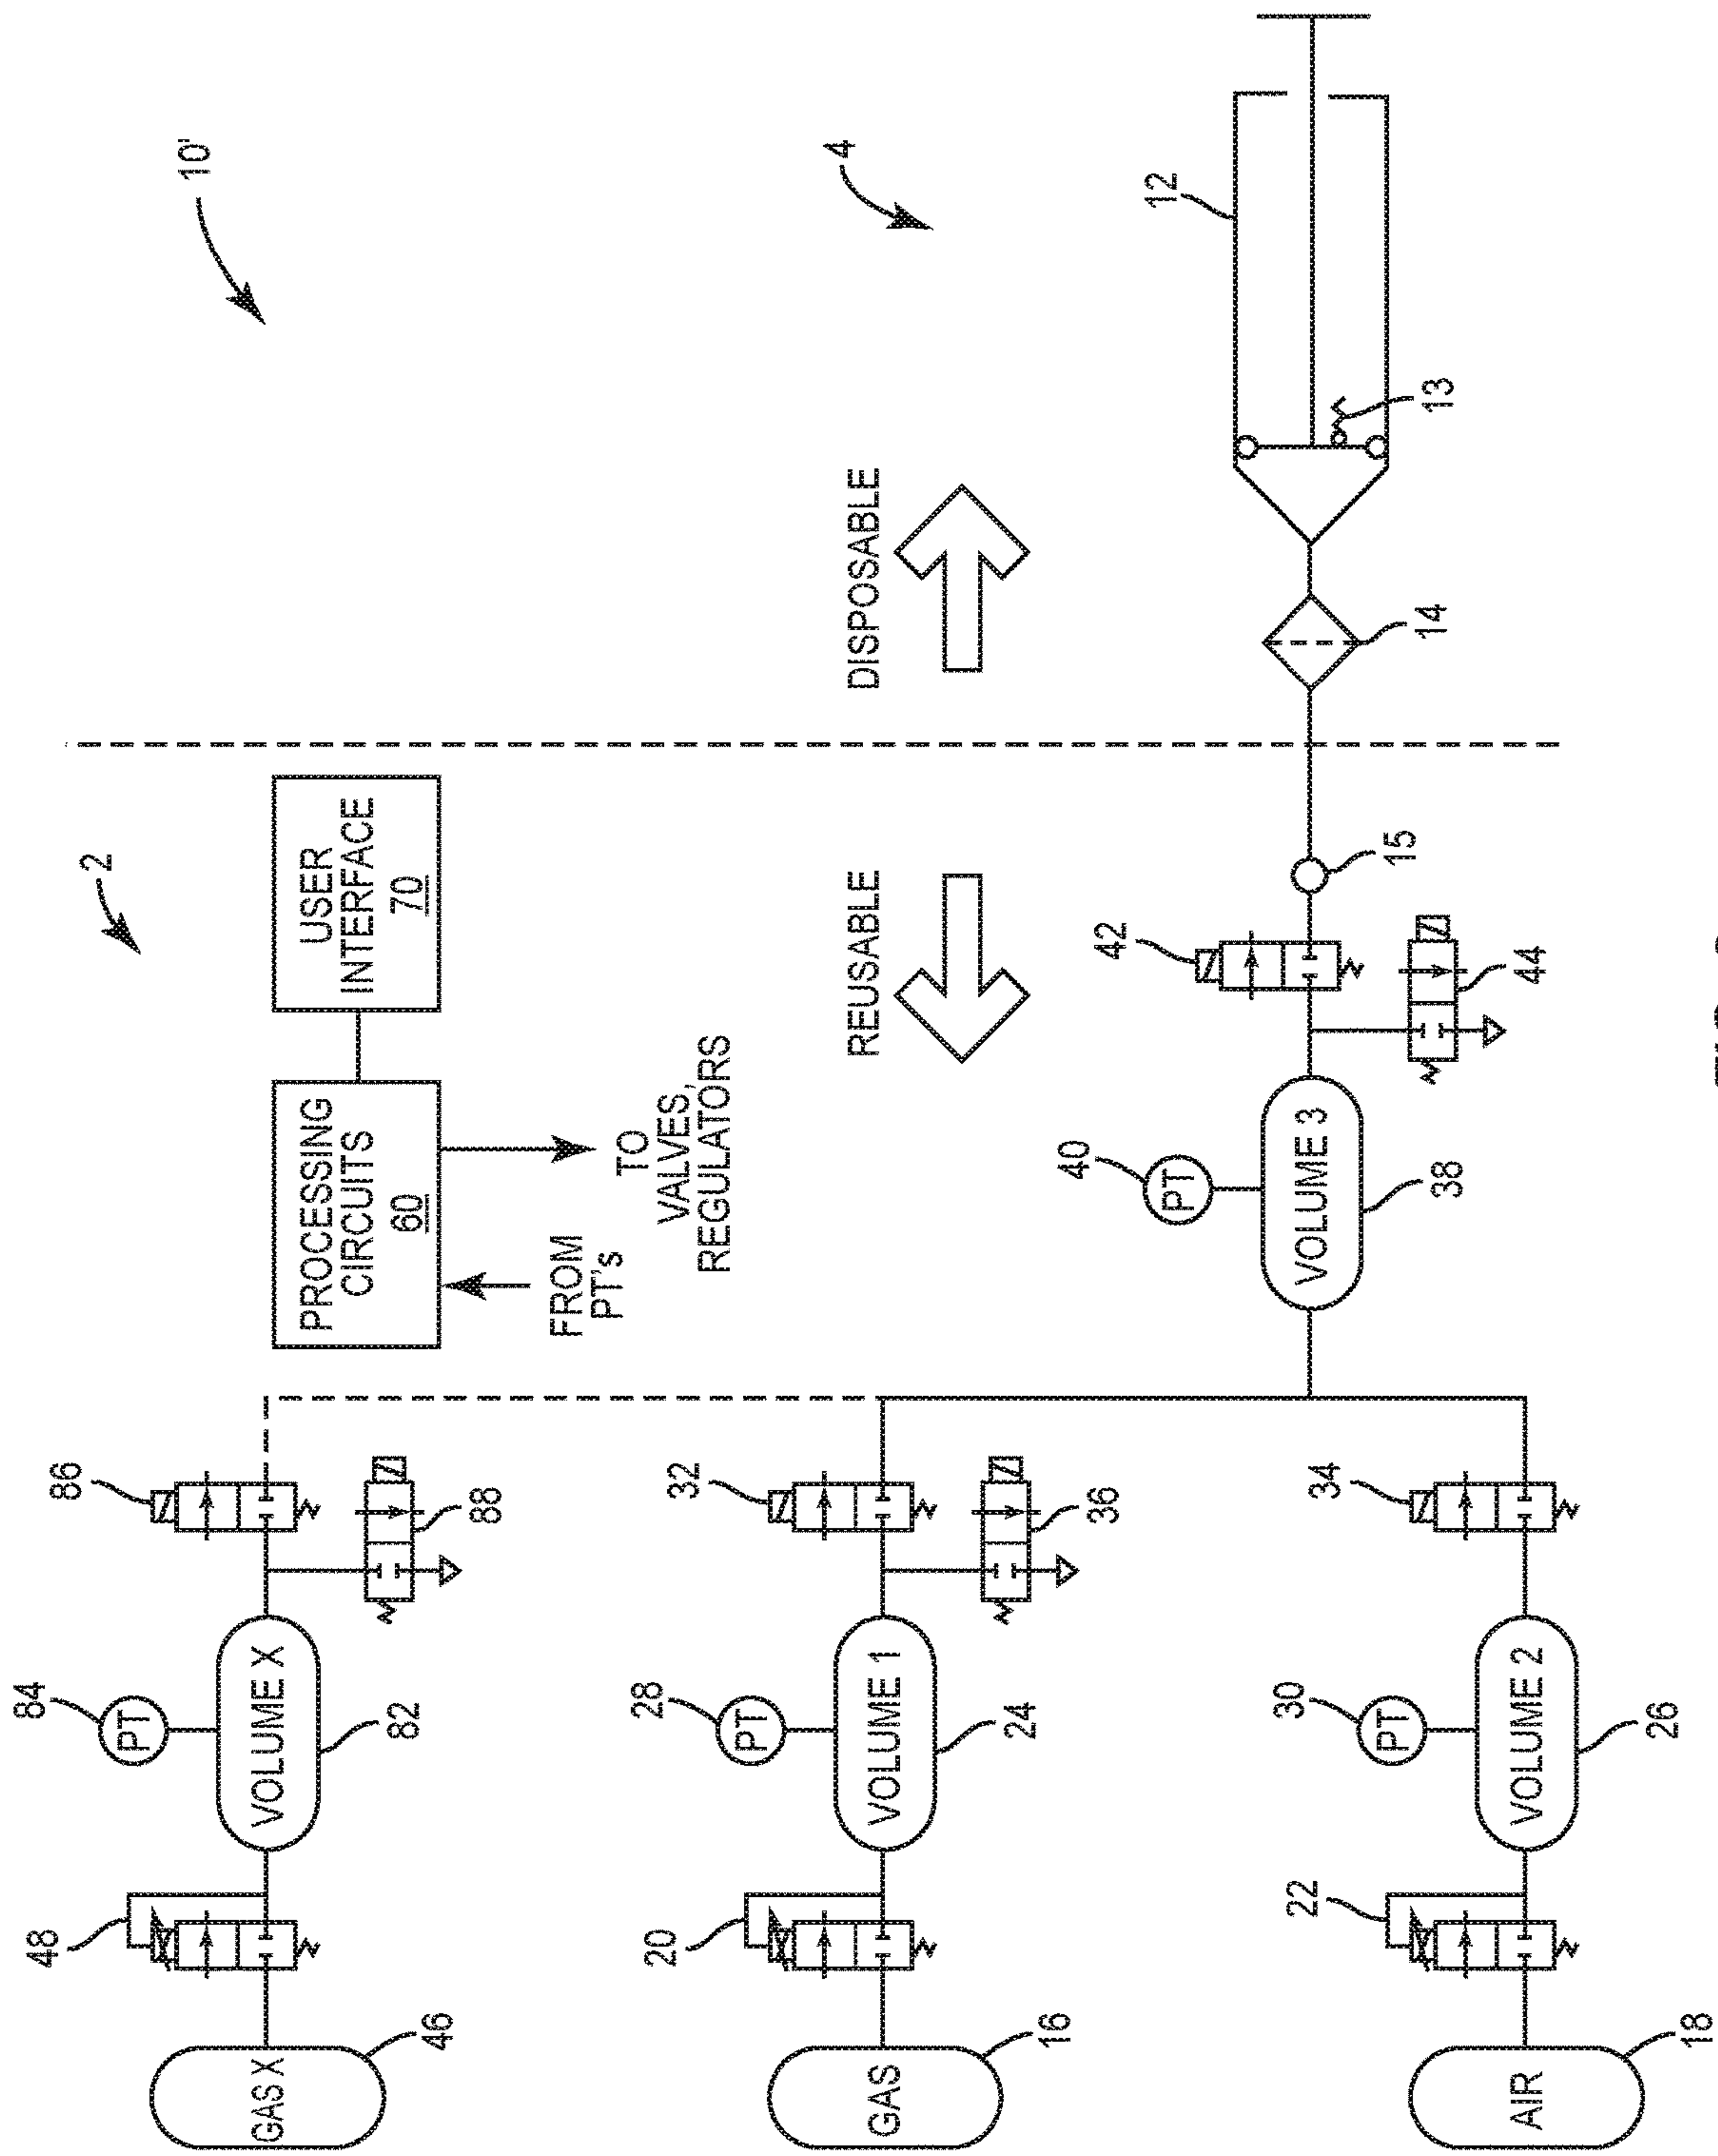 10'
2
4
USER
INTERFACE
70
PROCESSING
CIRCUITS
60
FROM
PT's
TO
VALVES,
REGULATORS
REUSABLE
DISPOSABLE
GAS X
46
48
VOLUME X
82
PT
84
86
88
GAS
16
20
VOLUME 1
24
PT
28
32
36
AIR
18
22
VOLUME 2
26
PT
30
34
VOLUME 3
38
PT
40
42
44
15
14
13
12